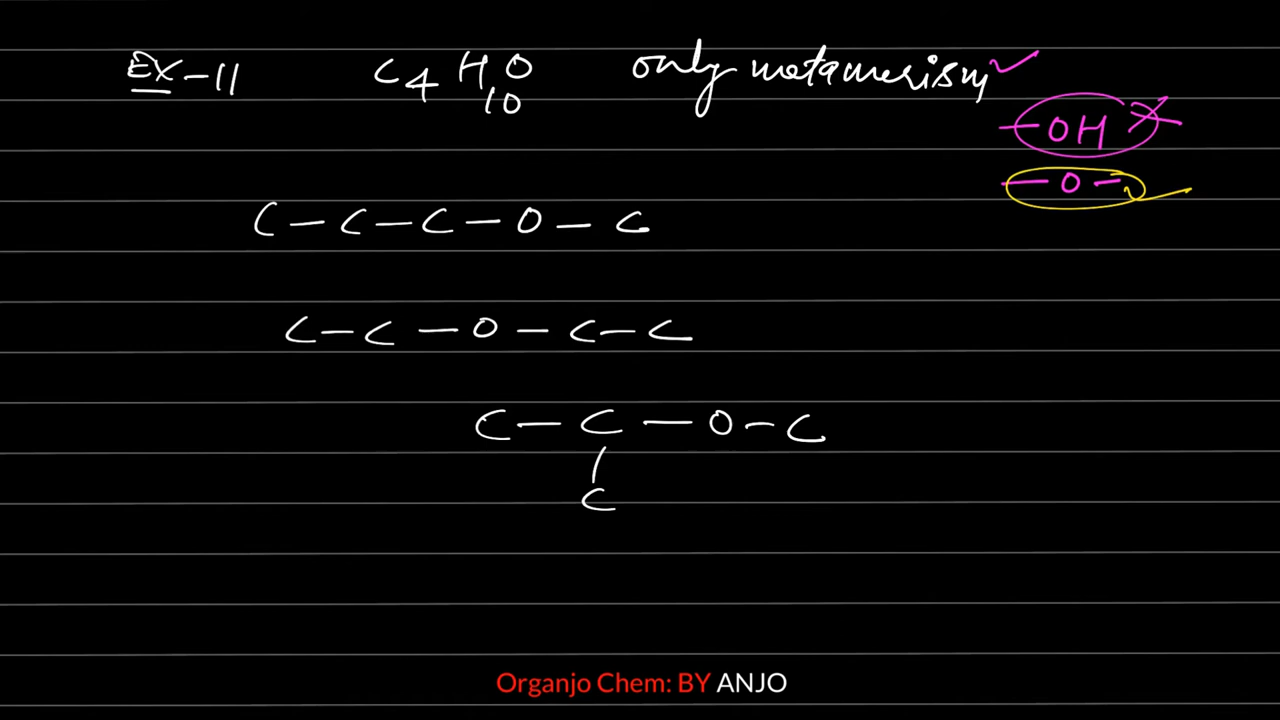 Ex-11 C4H10O only metamerism
-OH
-O-
C-C-C-O-C
C-C-O-C-C
C-C-O-C
C
Organjo Chem: BY ANJO